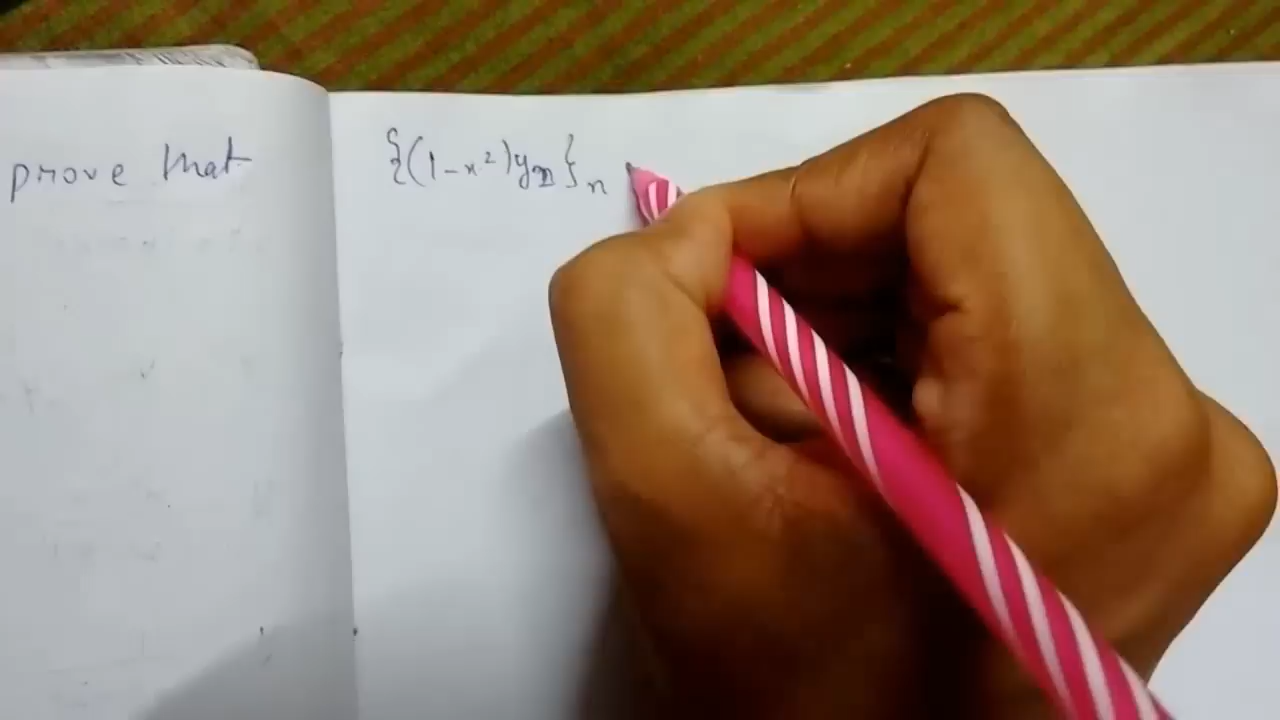 prove that {(1-x²)y₂}ₙ